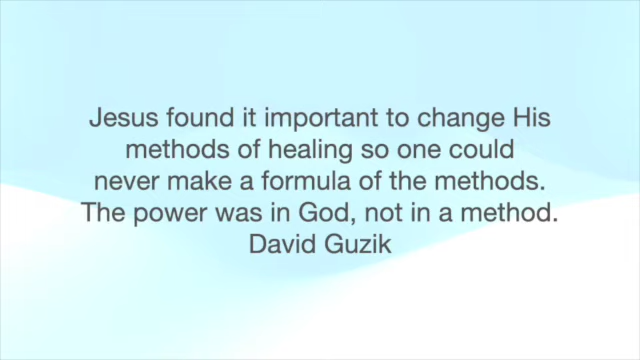 Jesus found it important to change His
methods of healing so one could
never make a formula of the methods.
The power was in God, not in a method.
David Guzik